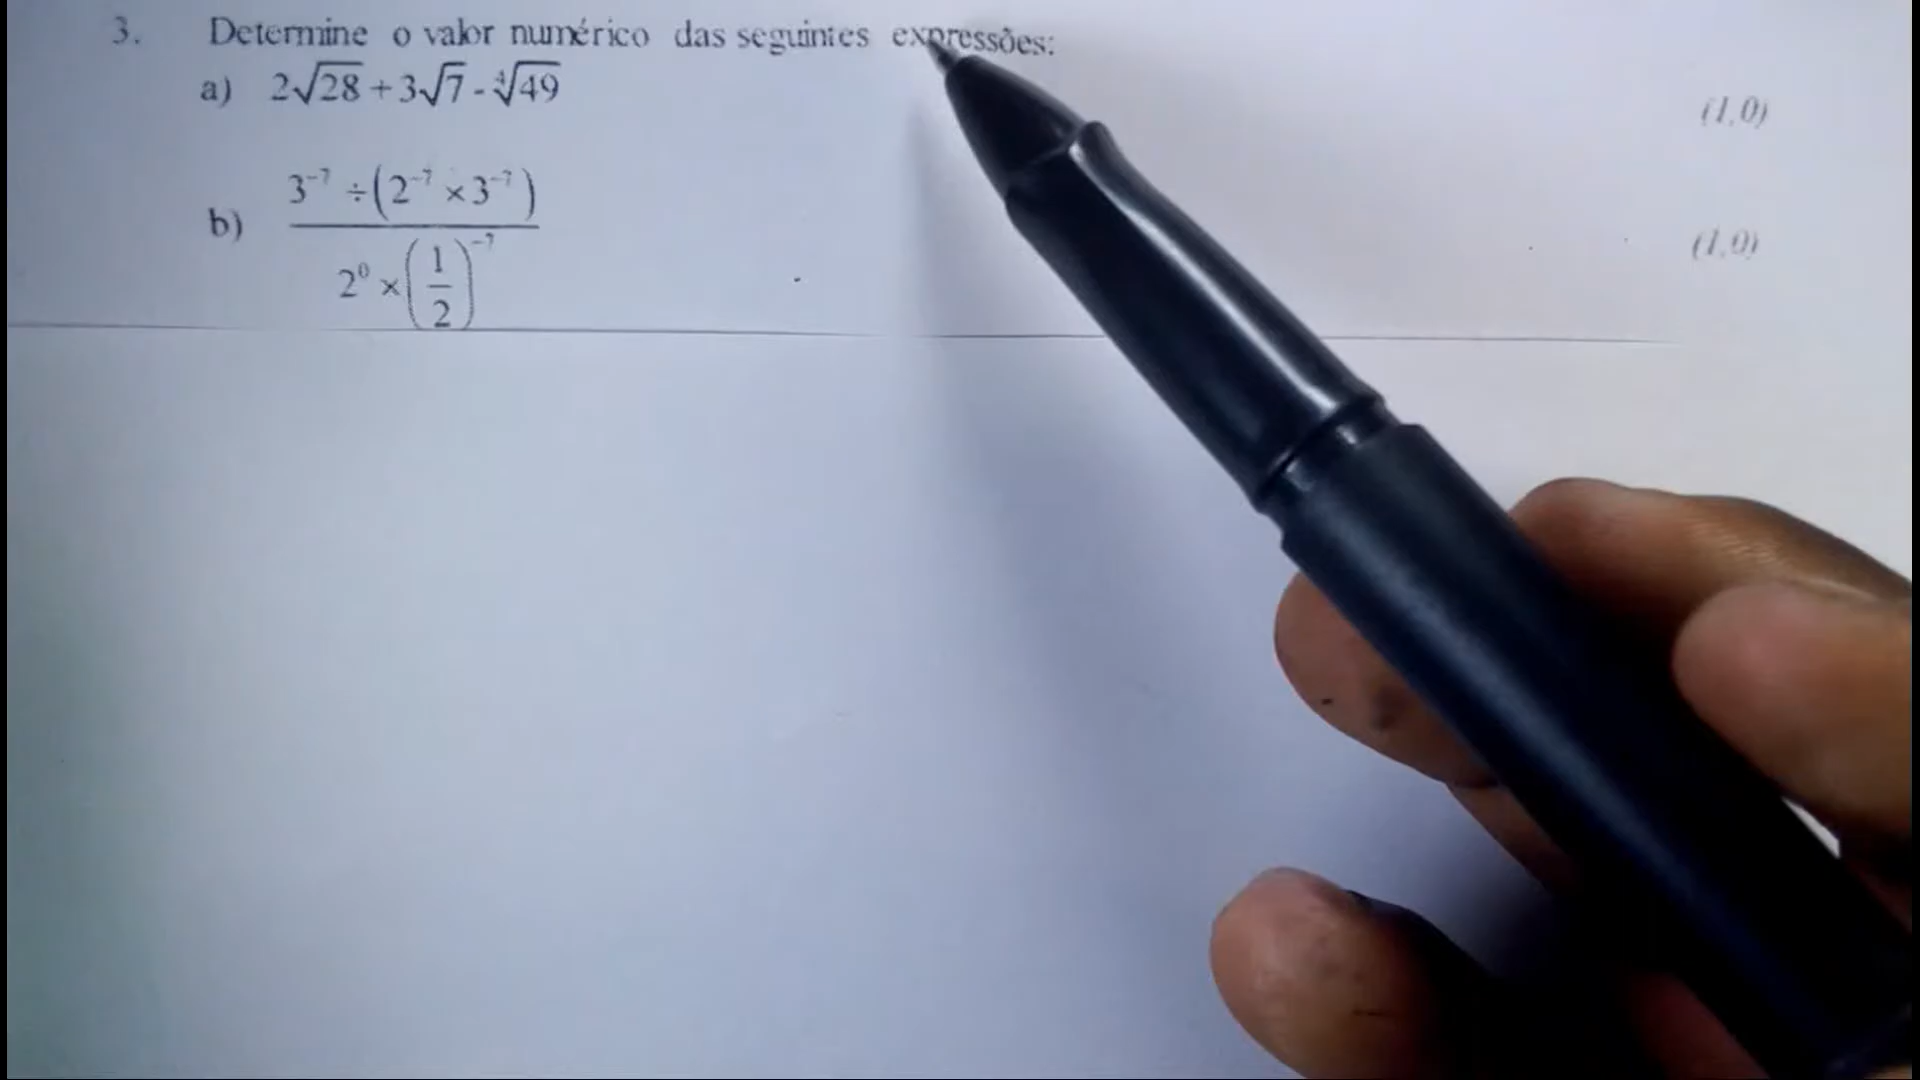 3. Determine o valor numérico das seguintes expressões:
a) 2√28 + 3√7 - ∜49
(1,0)
b) (3⁻⁷ ÷ (2⁻⁷ × 3⁻⁷)) / (2⁰ × (1/2)⁻⁷)
(1,0)